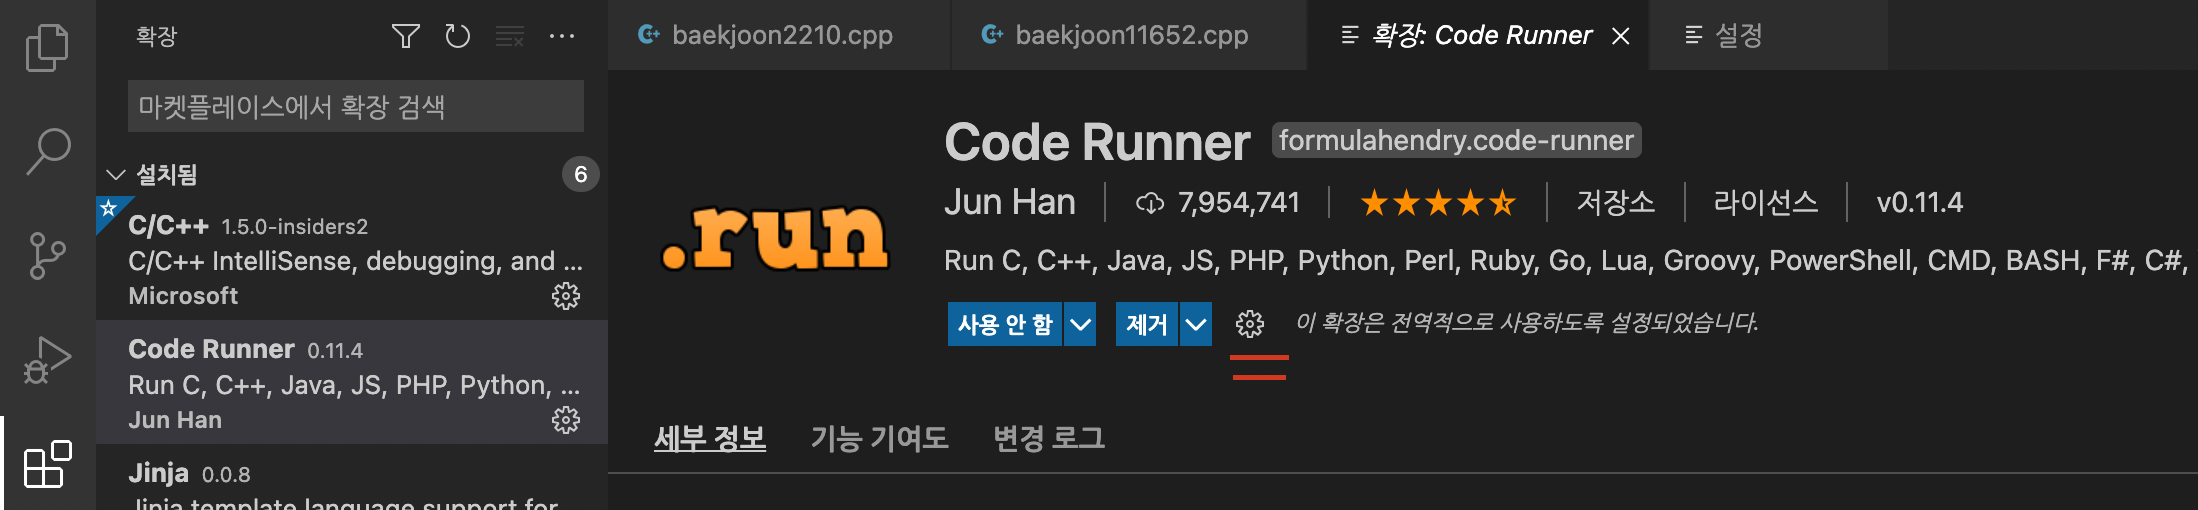 확장
마켓플레이스에서 확장 검색
설치됨 6
C/C++ 1.5.0-insiders2
C/C++ IntelliSense, debugging, and ...
Microsoft
Code Runner 0.11.4
Run C, C++, Java, JS, PHP, Python, ...
Jun Han
Jinja 0.0.8
Jinja template language support for
baekjoon2210.cpp baekjoon11652.cpp 확장: Code Runner 설정
.run
Code Runner formulahendry.code-runner
Jun Han 7,954,741 저장소 라이선스 v0.11.4
Run C, C++, Java, JS, PHP, Python, Perl, Ruby, Go, Lua, Groovy, PowerShell, CMD, BASH, F#, C#,
사용 안 함 제거 이 확장은 전역적으로 사용하도록 설정되었습니다.
세부 정보 기능 기여도 변경 로그